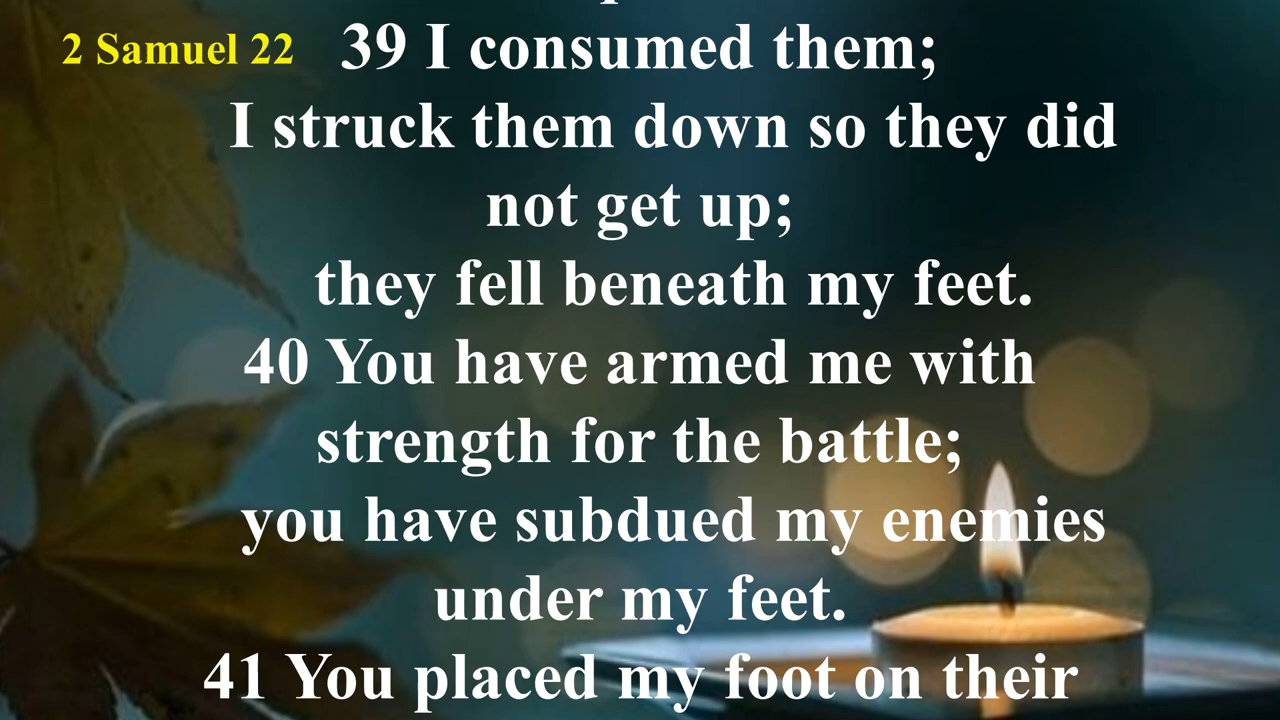 2 Samuel 22
39 I consumed them;
I struck them down so they did
not get up;
they fell beneath my feet.
40 You have armed me with
strength for the battle;
you have subdued my enemies
under my feet.
41 You placed my foot on their